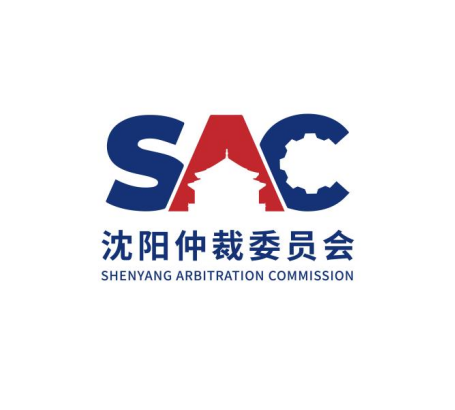 SAC
沈阳仲裁委员会
SHENYANG ARBITRATION COMMISSION